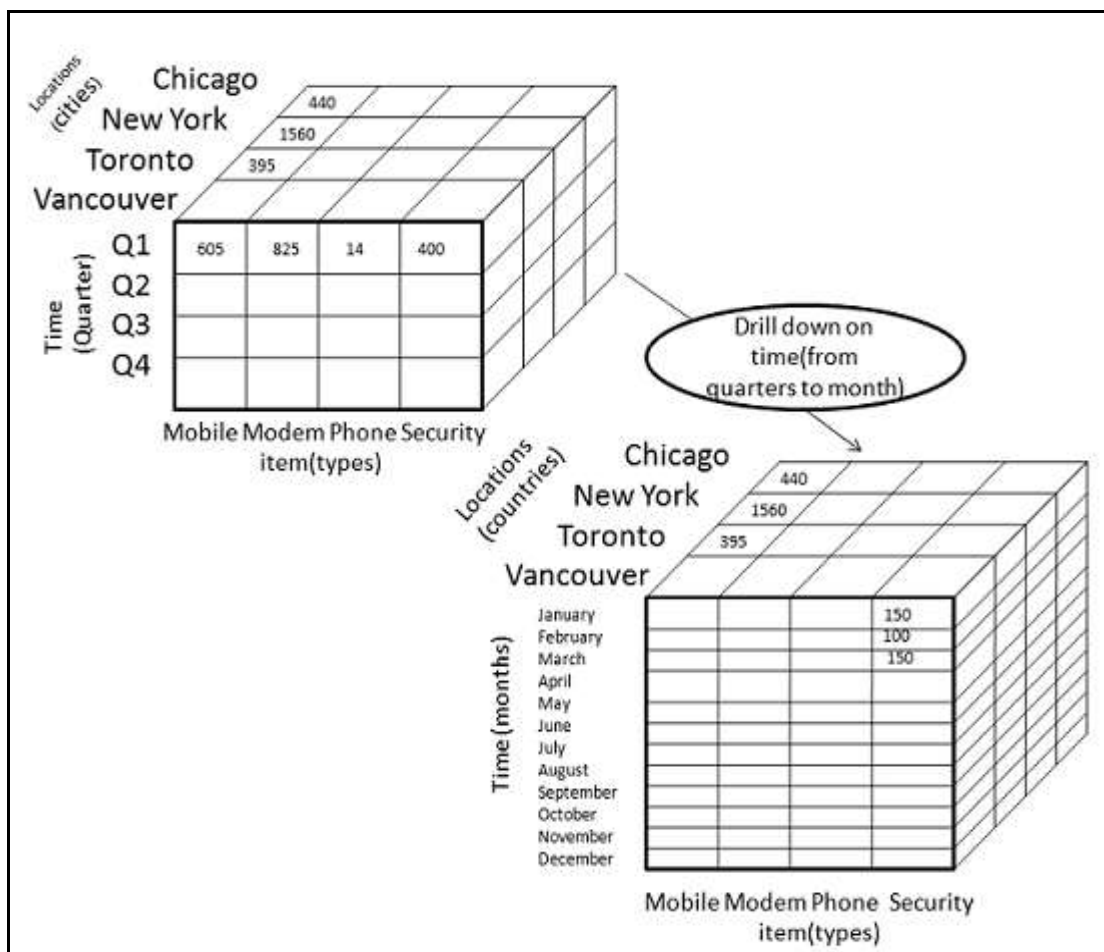 Locations
(cities)
Chicago
New York
Toronto
Vancouver
440
1560
395
Time
(Quarter)
Q1
Q2
Q3
Q4
605 825 14 400
Mobile Modem Phone Security
item(types)
Drill down on
time(from
quarters to month)
Locations
(countries)
Chicago
New York
Toronto
Vancouver
440
1560
395
Time(months)
January
February
March
April
May
June
July
August
September
October
November
December
150
100
150
Mobile Modem Phone Security
item(types)